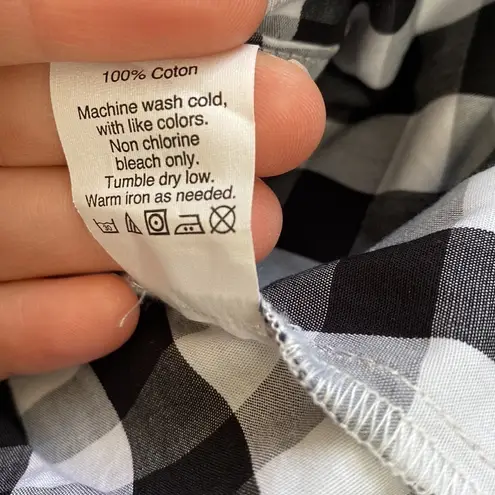 100% Coton
Machine wash cold,
with like colors.
Non chlorine
bleach only.
Tumble dry low.
Warm iron as needed.
30